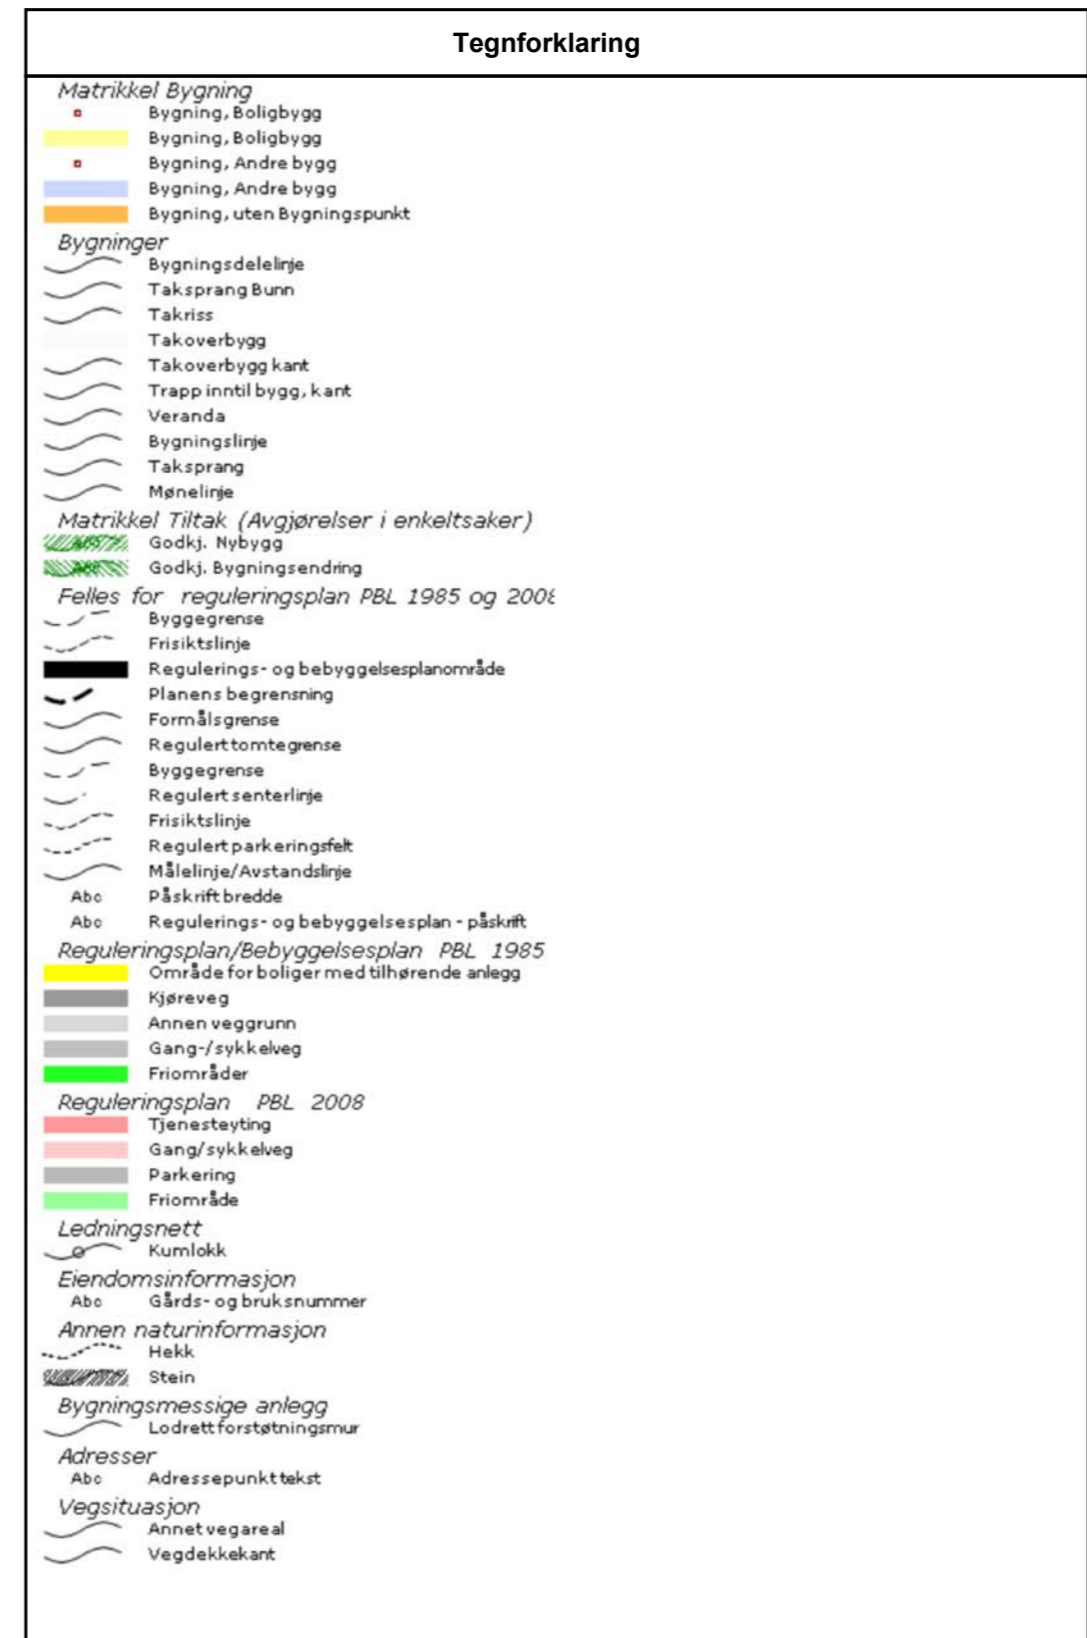 Tegnforklaring
Matrikkel Bygning
Bygning, Boligbygg
Bygning, Boligbygg
Bygning, Andre bygg
Bygning, Andre bygg
Bygning, uten Bygningspunkt
Bygninger
Bygningsdelelinje
Taksprang Bunn
Takriss
Takoverbygg
Takoverbygg kant
Trapp inntil bygg, kant
Veranda
Bygningslinje
Taksprang
Mønelinje
Matrikkel Tiltak (Avgjørelser i enkeltsaker)
Abc Godkj. Nybygg
Abc Godkj. Bygningsendring
Felles for reguleringsplan PBL 1985 og 2008
Byggegrense
Frisiktslinje
Regulerings- og bebyggelsesplanområde
Planens begrensning
Formålsgrense
Regulert tomtegrense
Byggegrense
Regulert senterlinje
Frisiktslinje
Regulert parkeringsfelt
Målelinje/Avstandslinje
Abc Påskrift bredde
Abc Regulerings- og bebyggelsesplan - påskrift
Reguleringsplan/Bebyggelsesplan PBL 1985
Område for boliger med tilhørende anlegg
Kjøreveg
Annen veggrunn
Gang-/sykkelveg
Friområder
Reguleringsplan PBL 2008
Tjenesteyting
Gang/sykkelveg
Parkering
Friområde
Ledningsnett
Kumlokk
Eiendomsinformasjon
Abc Gårds- og bruksnummer
Annen naturinformasjon
Hekk
Stein
Bygningsmessige anlegg
Lodrett forstøtningsmur
Adresser
Abc Adressepunkt tekst
Vegsituasjon
Annet vegareal
Vegdekkekant